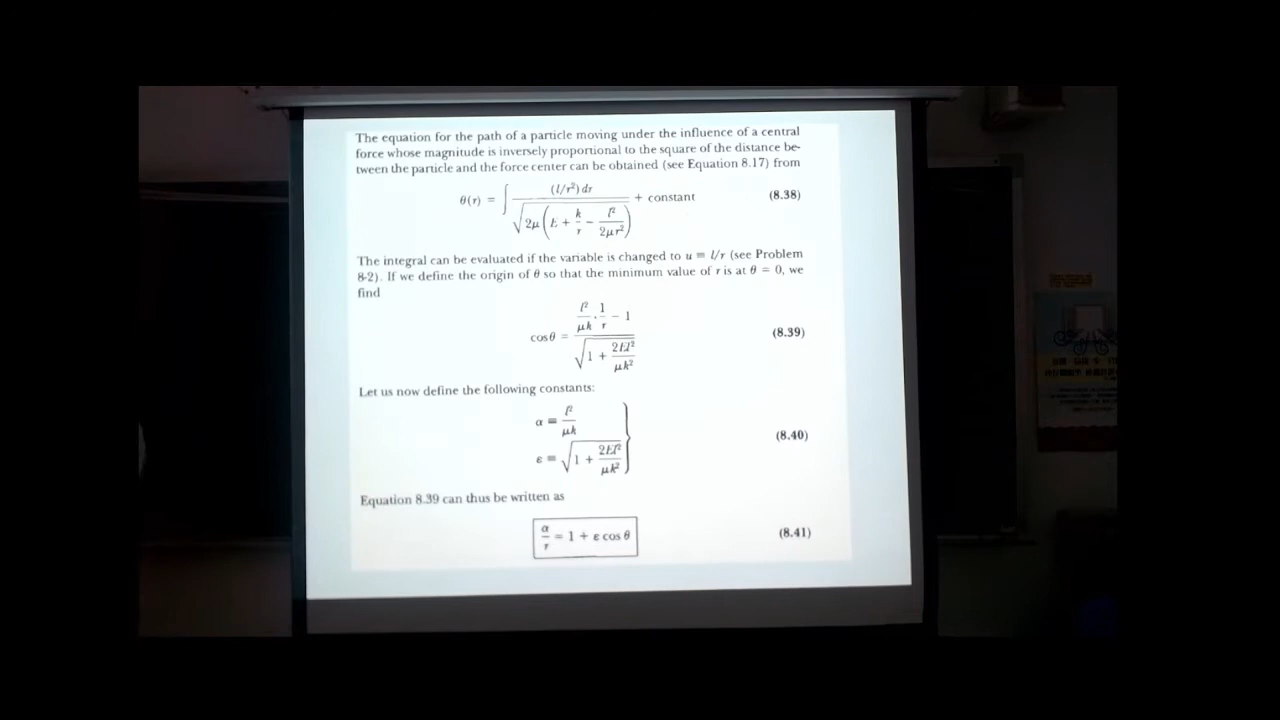 The equation for the path of a particle moving under the influence of a central
force whose magnitude is inversely proportional to the square of the distance be-
tween the particle and the force center can be obtained (see Equation 8.17) from
θ(r) = ∫ (l/r²) dr / √(2μ(E + k/r − l²/2μr²)) + constant (8.38)
The integral can be evaluated if the variable is changed to u ≡ l/r (see Problem
8-2). If we define the origin of θ so that the minimum value of r is at θ = 0, we
find
cosθ = (l²/μk · 1/r − 1) / √(1 + 2El²/μk²) (8.39)
Let us now define the following constants:
α ≡ l²/μk
ε ≡ √(1 + 2El²/μk²) (8.40)
Equation 8.39 can thus be written as
α/r = 1 + ε cos θ (8.41)